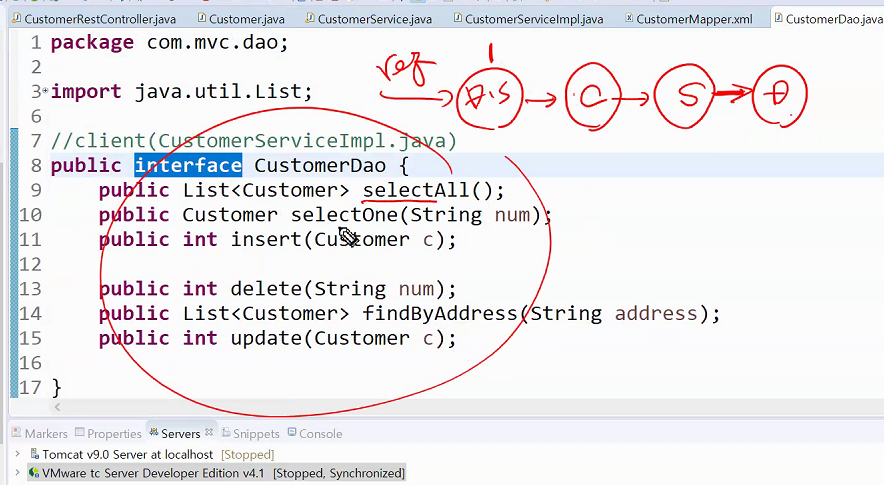 CustomerRestController.java Customer.java CustomerService.java CustomerServiceImpl.java CustomerMapper.xml CustomerDao.java
1 package com.mvc.dao;
2
3 import java.util.List;
6
7 //client(CustomerServiceImpl.java)
8 public interface CustomerDao {
9 public List<Customer> selectAll();
10 public Customer selectOne(String num);
11 public int insert(Customer c);
12
13 public int delete(String num);
14 public List<Customer> findByAddress(String address);
15 public int update(Customer c);
16
17 }
1
C S
Markers Properties Servers Snippets Console
Tomcat v9.0 Server at localhost [Stopped]
VMware tc Server Developer Edition v4.1 [Stopped, Synchronized]